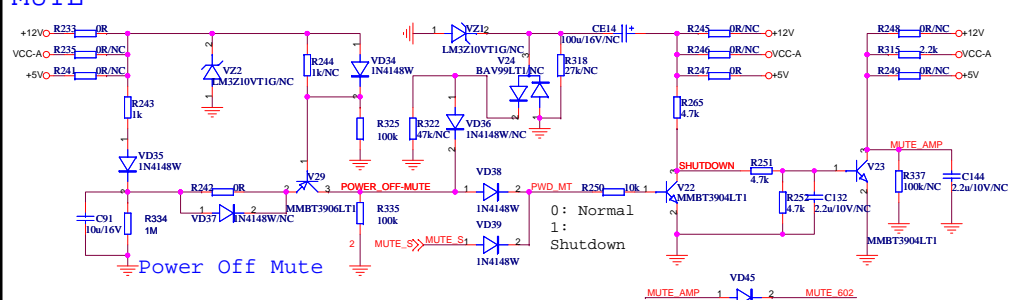 +12V R233 0R
VCC-A R235 0R/NC
+5V R241 0R/NC
VZ2
LM3Z10VT1G/NC
R244
1k/NC
VD34
1N4148W
VZ1
LM3Z10VT1G/NC
CE14
100u/16V/NC
V24
BAV99LT1/NC
R318
27k/NC
R245 0R/NC +12V
R246 0R/NC VCC-A
R247 0R +5V
R248 0R/NC +12V
R315 2.2k VCC-A
R249 0R/NC +5V
R243
1k
VD35
1N4148W
R325
100k
R322
47k/NC
VD36
1N4148W/NC
R265
4.7k
MUTE_AMP
SHUTDOWN
R251
4.7k
V23
MMBT3904LT1
R337
100k/NC
C144
2.2u/10V/NC
R242 0R
VD37 1N4148W/NC
V29
MMBT3906LT1
POWER_OFF-MUTE
VD38
1N4148W
PWD_MT
R250 10k
V22
MMBT3904LT1
R252
4.7k
C132
2.2u/10V/NC
C91
10u/16V
R334
1M
R335
100k
MUTE_S MUTE_S
VD39
1N4148W
0: Normal
1:
Shutdown
Power Off Mute
VD45
MUTE_AMP 1 2 MUTE_602